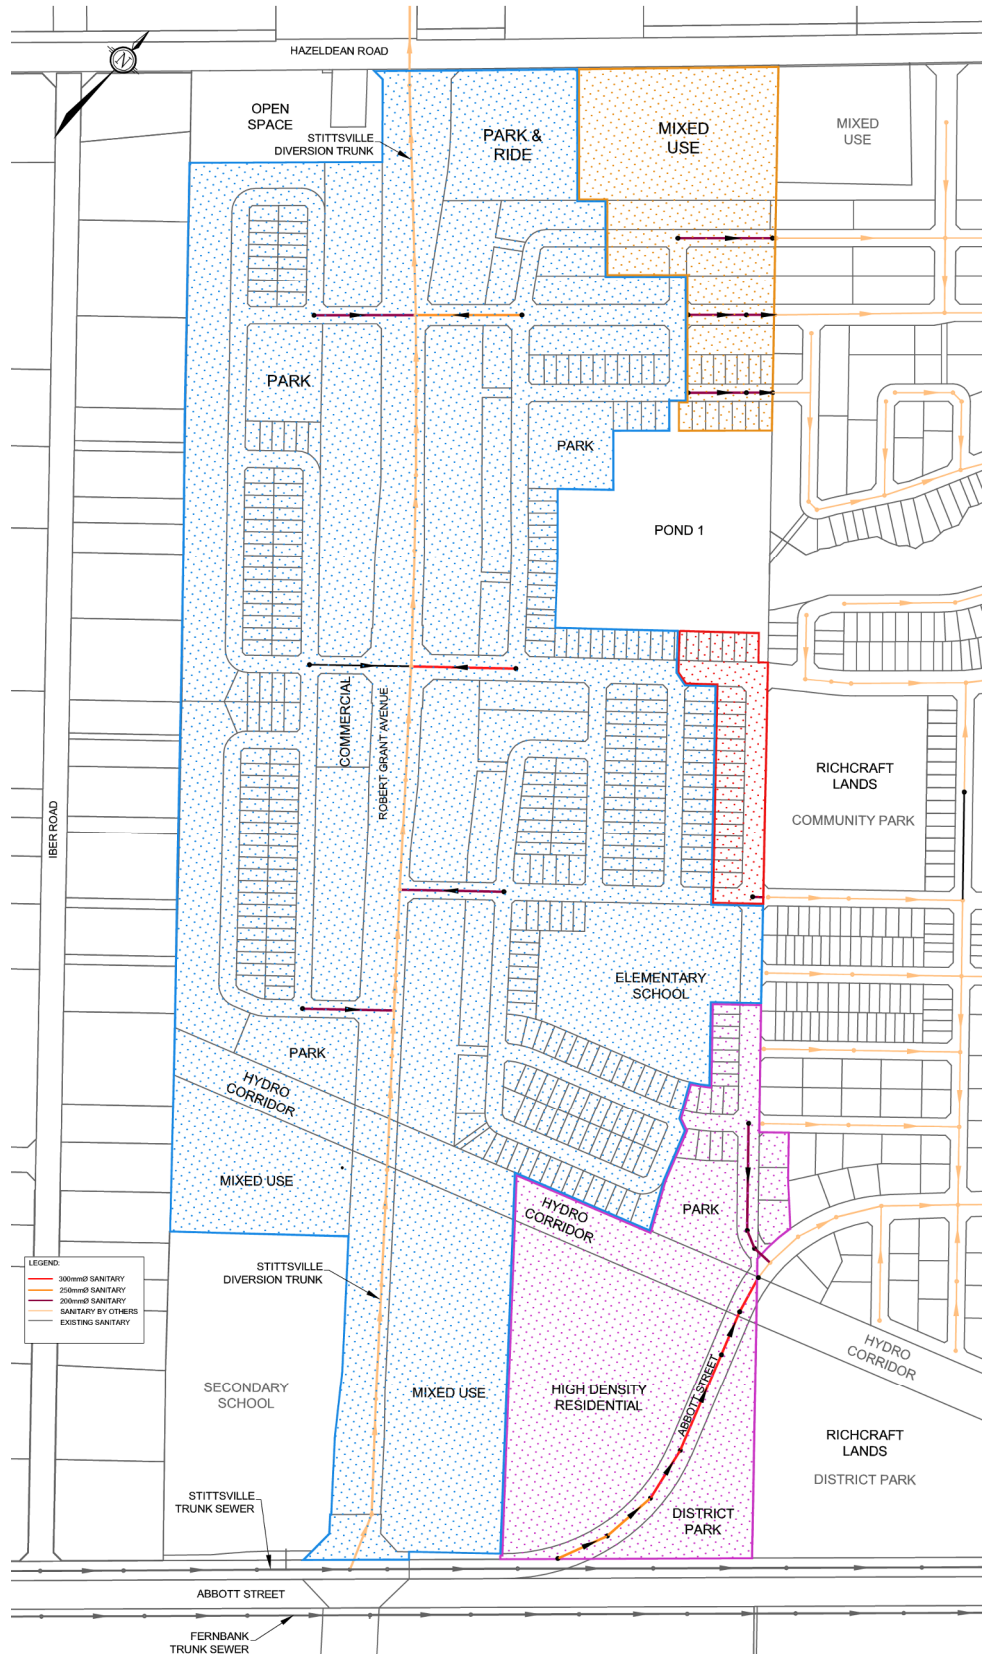 HAZELDEAN ROAD
N
OPEN
SPACE
STITTSVILLE
DIVERSION TRUNK
PARK &
RIDE
MIXED
USE
MIXED
USE
PARK
PARK
POND 1
COMMERCIAL
ROBERT GRANT AVENUE
IBER ROAD
RICHCRAFT
LANDS
COMMUNITY PARK
ELEMENTARY
SCHOOL
PARK
HYDRO
CORRIDOR
MIXED USE
HYDRO
CORRIDOR
PARK
STITTSVILLE
DIVERSION TRUNK
LEGEND:
300mmØ SANITARY
250mmØ SANITARY
200mmØ SANITARY
SANITARY BY OTHERS
EXISTING SANITARY
HYDRO
CORRIDOR
SECONDARY
SCHOOL
MIXED USE
HIGH DENSITY
RESIDENTIAL
ABBOTT STREET
RICHCRAFT
LANDS
DISTRICT PARK
STITTSVILLE
TRUNK SEWER
DISTRICT
PARK
ABBOTT STREET
FERNBANK
TRUNK SEWER